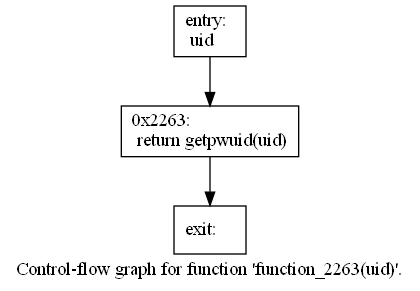 entry:
uid
0x2263:
return getpwuid(uid)
exit:
Control-flow graph for function 'function_2263(uid)'.